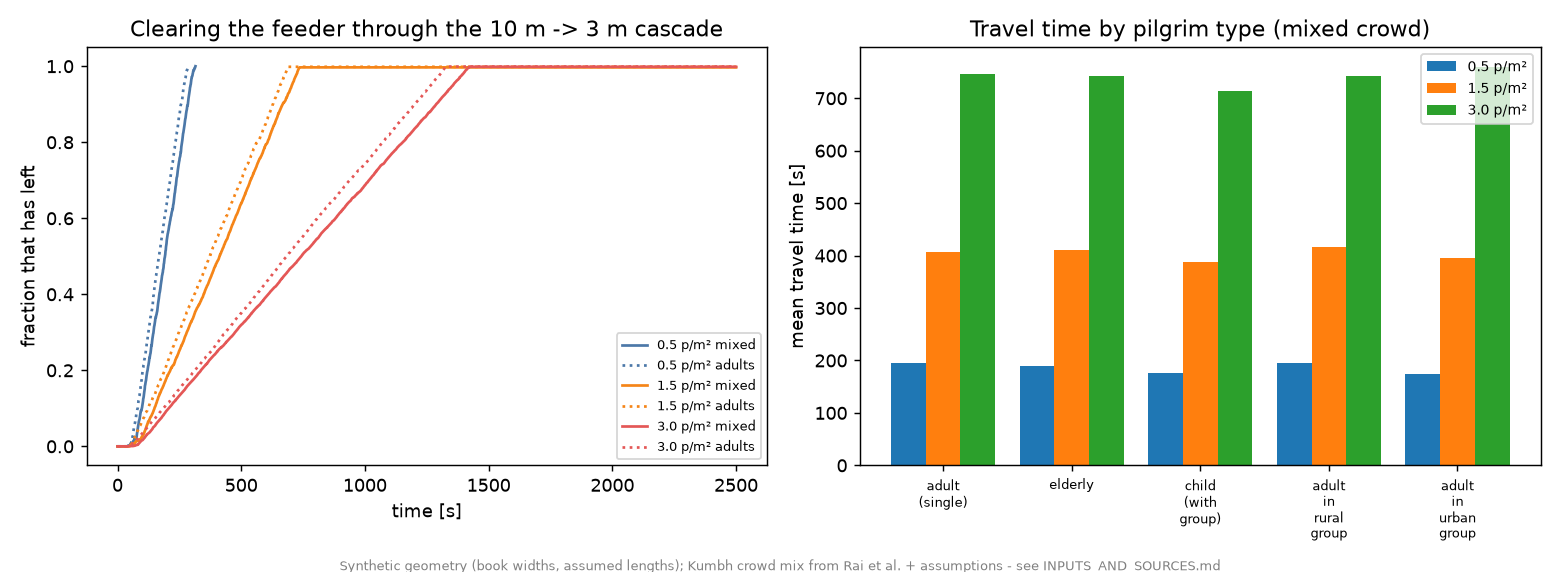 Clearing the feeder through the 10 m -> 3 m cascade
fraction that has left
1.0
0.8
0.6
0.4
0.2
0.0
0.5 p/m² mixed
0.5 p/m² adults
1.5 p/m² mixed
1.5 p/m² adults
3.0 p/m² mixed
3.0 p/m² adults
0 500 1000 1500 2000 2500
time [s]
Travel time by pilgrim type (mixed crowd)
mean travel time [s]
700
600
500
400
300
200
100
0
0.5 p/m²
1.5 p/m²
3.0 p/m²
adult
(single)
elderly
child
(with
group)
adult
in
rural
group
adult
in
urban
group
Synthetic geometry (book widths, assumed lengths); Kumbh crowd mix from Rai et al. + assumptions - see INPUTS_AND_SOURCES.md